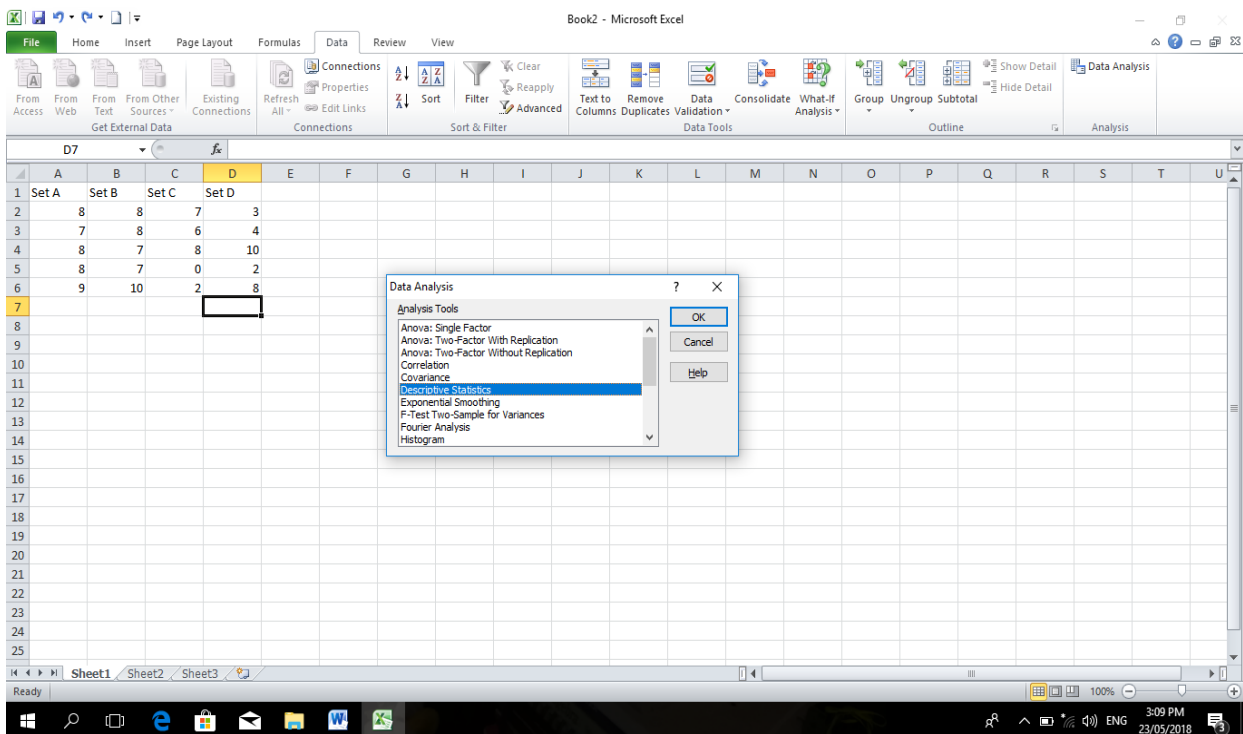 Book2 - Microsoft Excel
File Home Insert Page Layout Formulas Data Review View
From Access From Web From Text From Other Sources Existing Connections
Get External Data
Refresh All Connections Properties Edit Links
Connections
Sort Filter Clear Reapply Advanced
Sort & Filter
Text to Columns Remove Duplicates Data Validation Consolidate What-If Analysis
Data Tools
Group Ungroup Subtotal Show Detail Hide Detail
Outline
Data Analysis
Analysis
D7 fx
A B C D E F G H I J K L M N O P Q R S T U
1 Set A Set B Set C Set D
2 8 8 7 3
3 7 8 6 4
4 8 7 8 10
5 8 7 0 2
6 9 10 2 8
7
8
9
10
11
12
13
14
15
16
17
18
19
20
21
22
23
24
25
Data Analysis ?
Analysis Tools
Anova: Single Factor
Anova: Two-Factor With Replication
Anova: Two-Factor Without Replication
Correlation
Covariance
Descriptive Statistics
Exponential Smoothing
F-Test Two-Sample for Variances
Fourier Analysis
Histogram
OK
Cancel
Help
Sheet1 Sheet2 Sheet3
Ready 100%
ENG 3:09 PM
23/05/2018 3